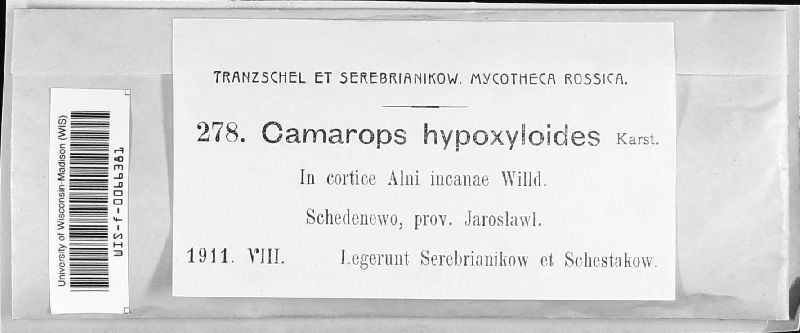 TRANZSCHEL ET SEREBRIANIKOW. MYCOTHECA ROSSICA.
278. Camarops hypoxyloides Karst.
In cortice Alni incanae Willd.
Schedenewo, prov. Jaroslawl.
1911. VIII. Legerunt Serebrianikow et Schestakow.
University of Wisconsin-Madison (WIS)
WIS-f-0066381